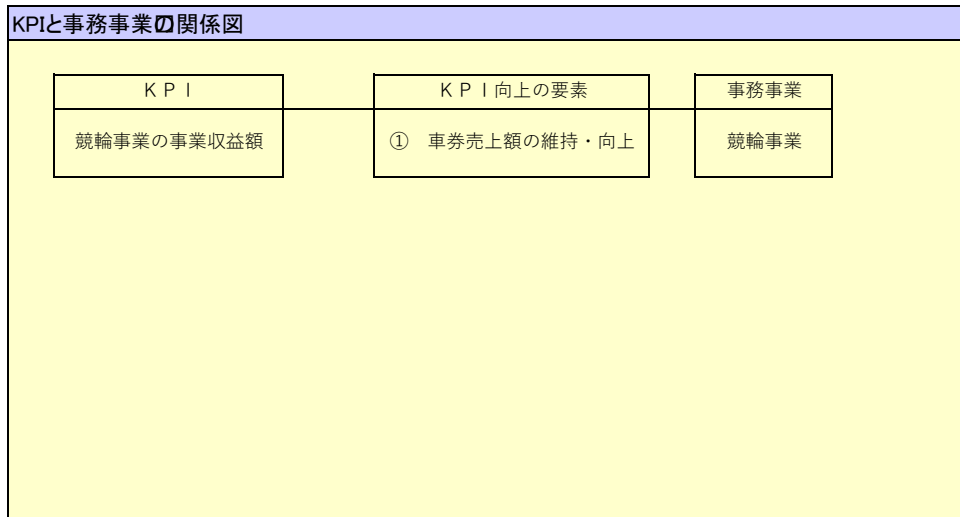 KPIと事務事業の関係図
ＫＰＩ
ＫＰＩ向上の要素
事務事業
競輪事業の事業収益額
①　車券売上額の維持・向上
競輪事業